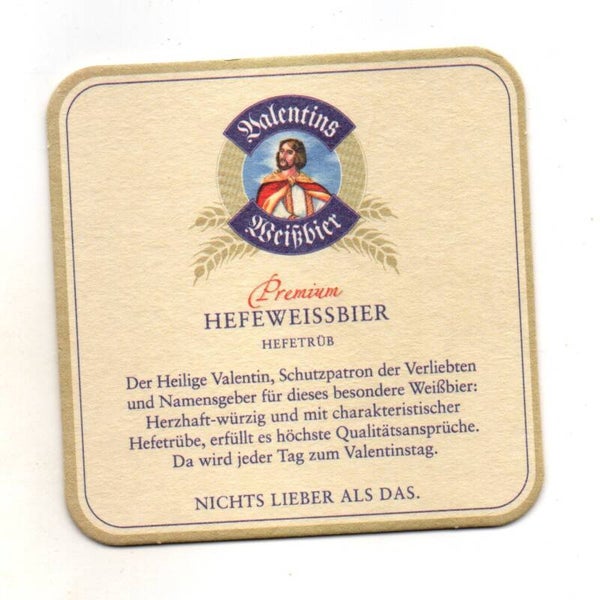 Valentins
Weißbier
Premium
HEFEWEISSBIER
HEFETRÜB
Der Heilige Valentin, Schutzpatron der Verliebten
und Namensgeber für dieses besondere Weißbier:
Herzhaft-würzig und mit charakteristischer
Hefetrübe, erfüllt es höchste Qualitätsansprüche.
Da wird jeder Tag zum Valentinstag.
NICHTS LIEBER ALS DAS.